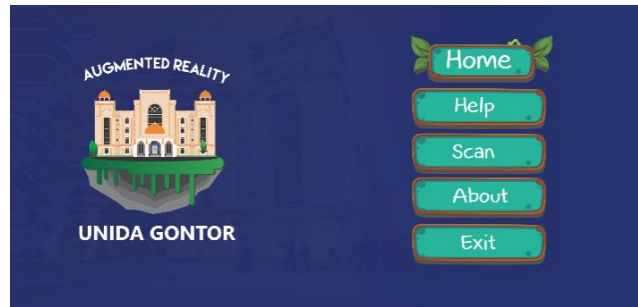 AUGMENTED REALITY
UNIDA GONTOR
Home
Help
Scan
About
Exit